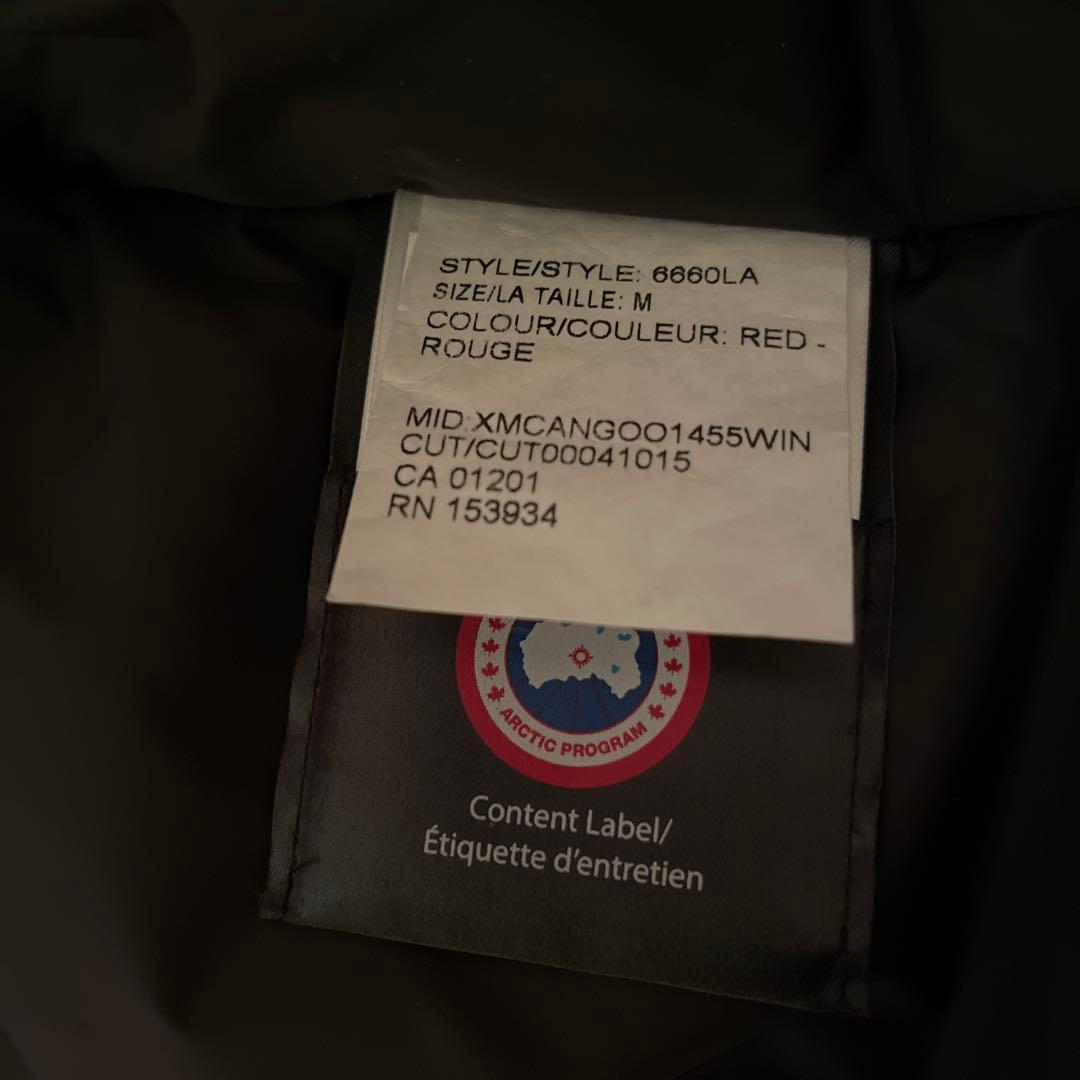 STYLE/STYLE: 6660LA
SIZE/LA TAILLE: M
COLOUR/COULEUR: RED -
ROUGE
MID:XMCANGOO1455WIN
CUT/CUT00041015
CA 01201
RN 153934
ARCTIC PROGRAM
Content Label/
Étiquette d'entretien